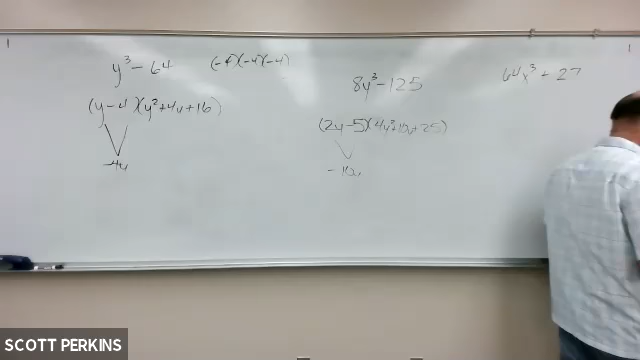 y³ - 64
(-4)(-4)(-4)
(y - 4)(y² + 4y + 16)
-4y
8y³ - 125
(2y - 5)(4y² + 10y + 25)
-10y
64x³ + 27
SCOTT PERKINS